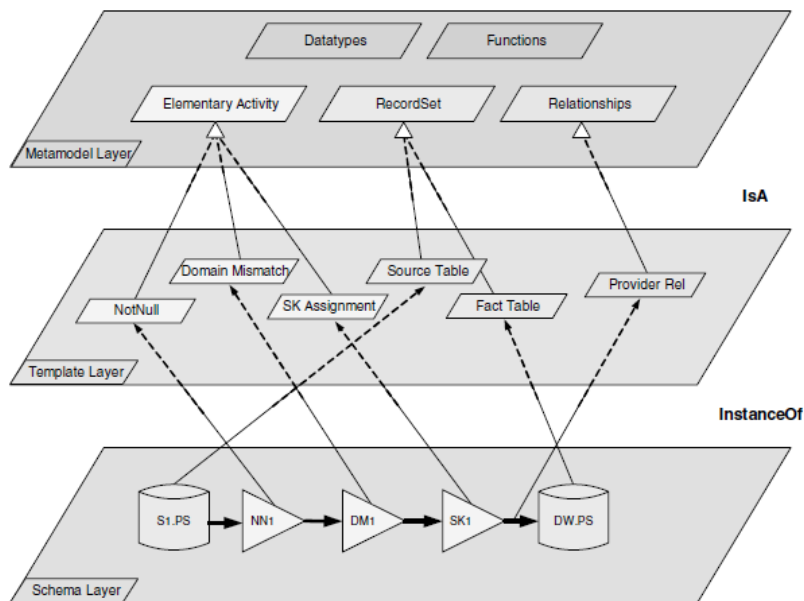 Datatypes
Functions
Elementary Activity
RecordSet
Relationships
Metamodel Layer
IsA
Domain Mismatch
Source Table
Provider Rel
NotNull
SK Assignment
Fact Table
Template Layer
InstanceOf
S1.PS
NN1
DM1
SK1
DW.PS
Schema Layer